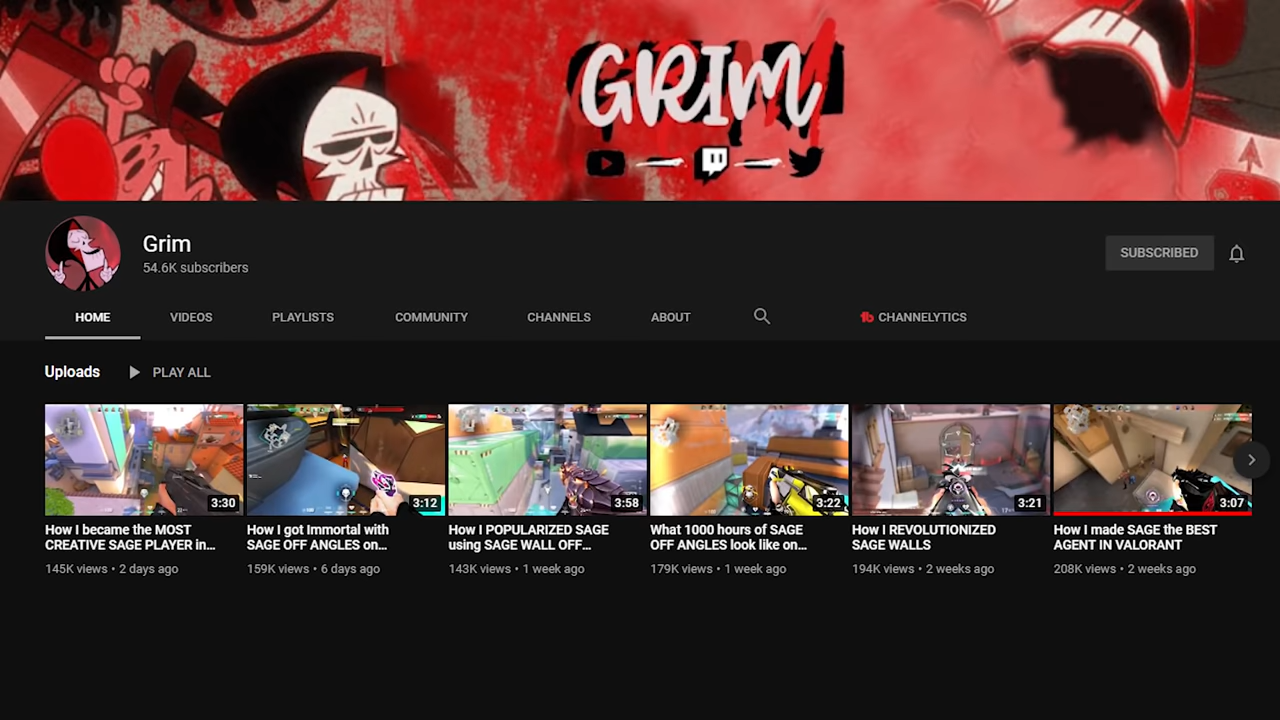 GRIM
Grim
54.6K subscribers
SUBSCRIBED
HOME
VIDEOS
PLAYLISTS
COMMUNITY
CHANNELS
ABOUT
tb CHANNELYTICS
Uploads
PLAY ALL
3:30
3:12
3:58
3:22
3:21
3:07
How I became the MOST
CREATIVE SAGE PLAYER in...
145K views • 2 days ago
How I got Immortal with
SAGE OFF ANGLES on...
159K views • 6 days ago
How I POPULARIZED SAGE
using SAGE WALL OFF...
143K views • 1 week ago
What 1000 hours of SAGE
OFF ANGLES look like on...
179K views • 1 week ago
How I REVOLUTIONIZED
SAGE WALLS
194K views • 2 weeks ago
How I made SAGE the BEST
AGENT IN VALORANT
208K views • 2 weeks ago